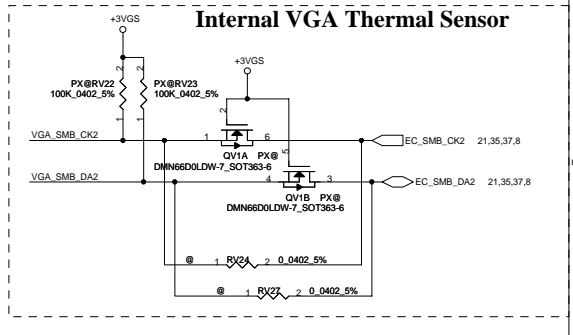 Internal VGA Thermal Sensor
+3VGS
+3VGS
2
2
PX@RV22
100K_0402_5%
PX@RV23
100K_0402_5%
1
1
2
5
VGA_SMB_CK2
1
6
EC_SMB_CK2 21,35,37,8
QV1A PX@
DMN66D0LDW-7_SOT363-6
VGA_SMB_DA2
4
3
EC_SMB_DA2 21,35,37,8
QV1B PX@
DMN66D0LDW-7_SOT363-6
@ 1 RV24 2 0_0402_5%
@ 1 RV27 2 0_0402_5%